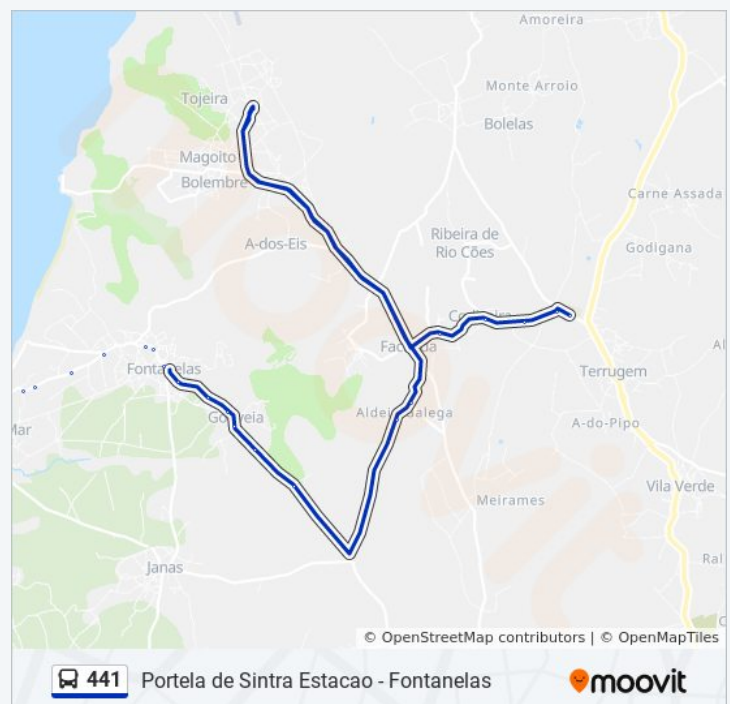 Amoreira
Monte Arroio
Tojeira
Bolelas
Magoito
Bolembre
Carne Assada
Ribeira de
Rio Cões
A-dos-Eis
Godigana
Al
Fontanelas
Terrugem
Aldeia Galega
Mar
A-do-Pipo
Vila Verde
Meirames
Ral
Janas
© OpenStreetMap contributors | © OpenMapTiles
441 Portela de Sintra Estacao - Fontanelas
moovit